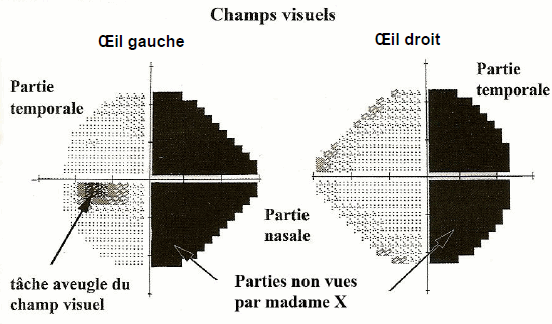 Champs visuels
Œil gauche
Œil droit
Partie
temporale
Partie
temporale
Partie
nasale
tâche aveugle du
champ visuel
Parties non vues
par madame X